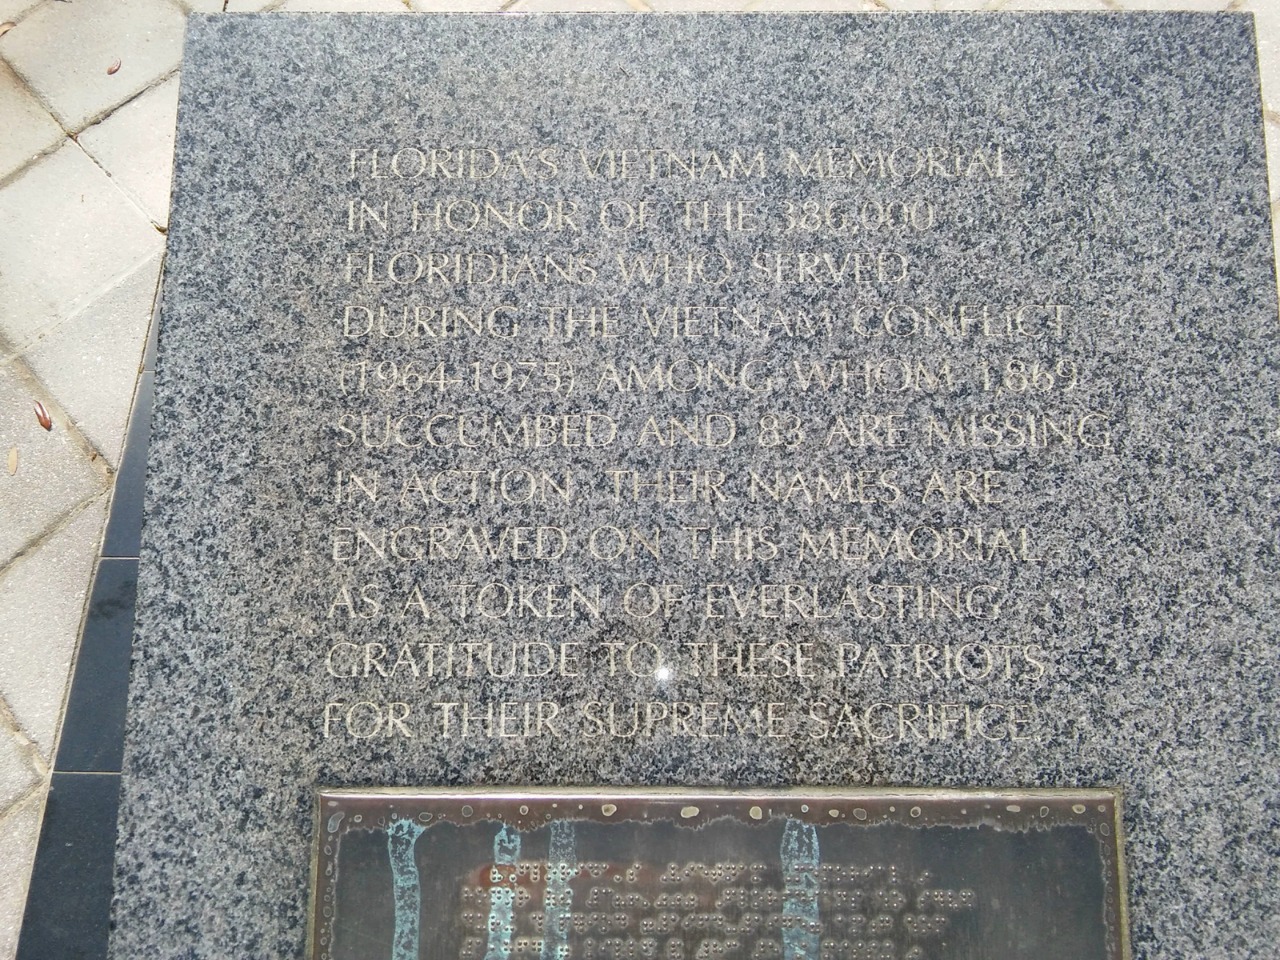 FLORIDA'S VIETNAM MEMORIAL
IN HONOR OF THE 386,000
FLORIDIANS WHO SERVED
DURING THE VIETNAM CONFLICT
(1964-1975) AMONG WHOM 1,869
SUCCUMBED AND 83 ARE MISSING
IN ACTION. THEIR NAMES ARE
ENGRAVED ON THIS MEMORIAL
AS A TOKEN OF EVERLASTING
GRATITUDE TO THESE PATRIOTS
FOR THEIR SUPREME SACRIFICE.